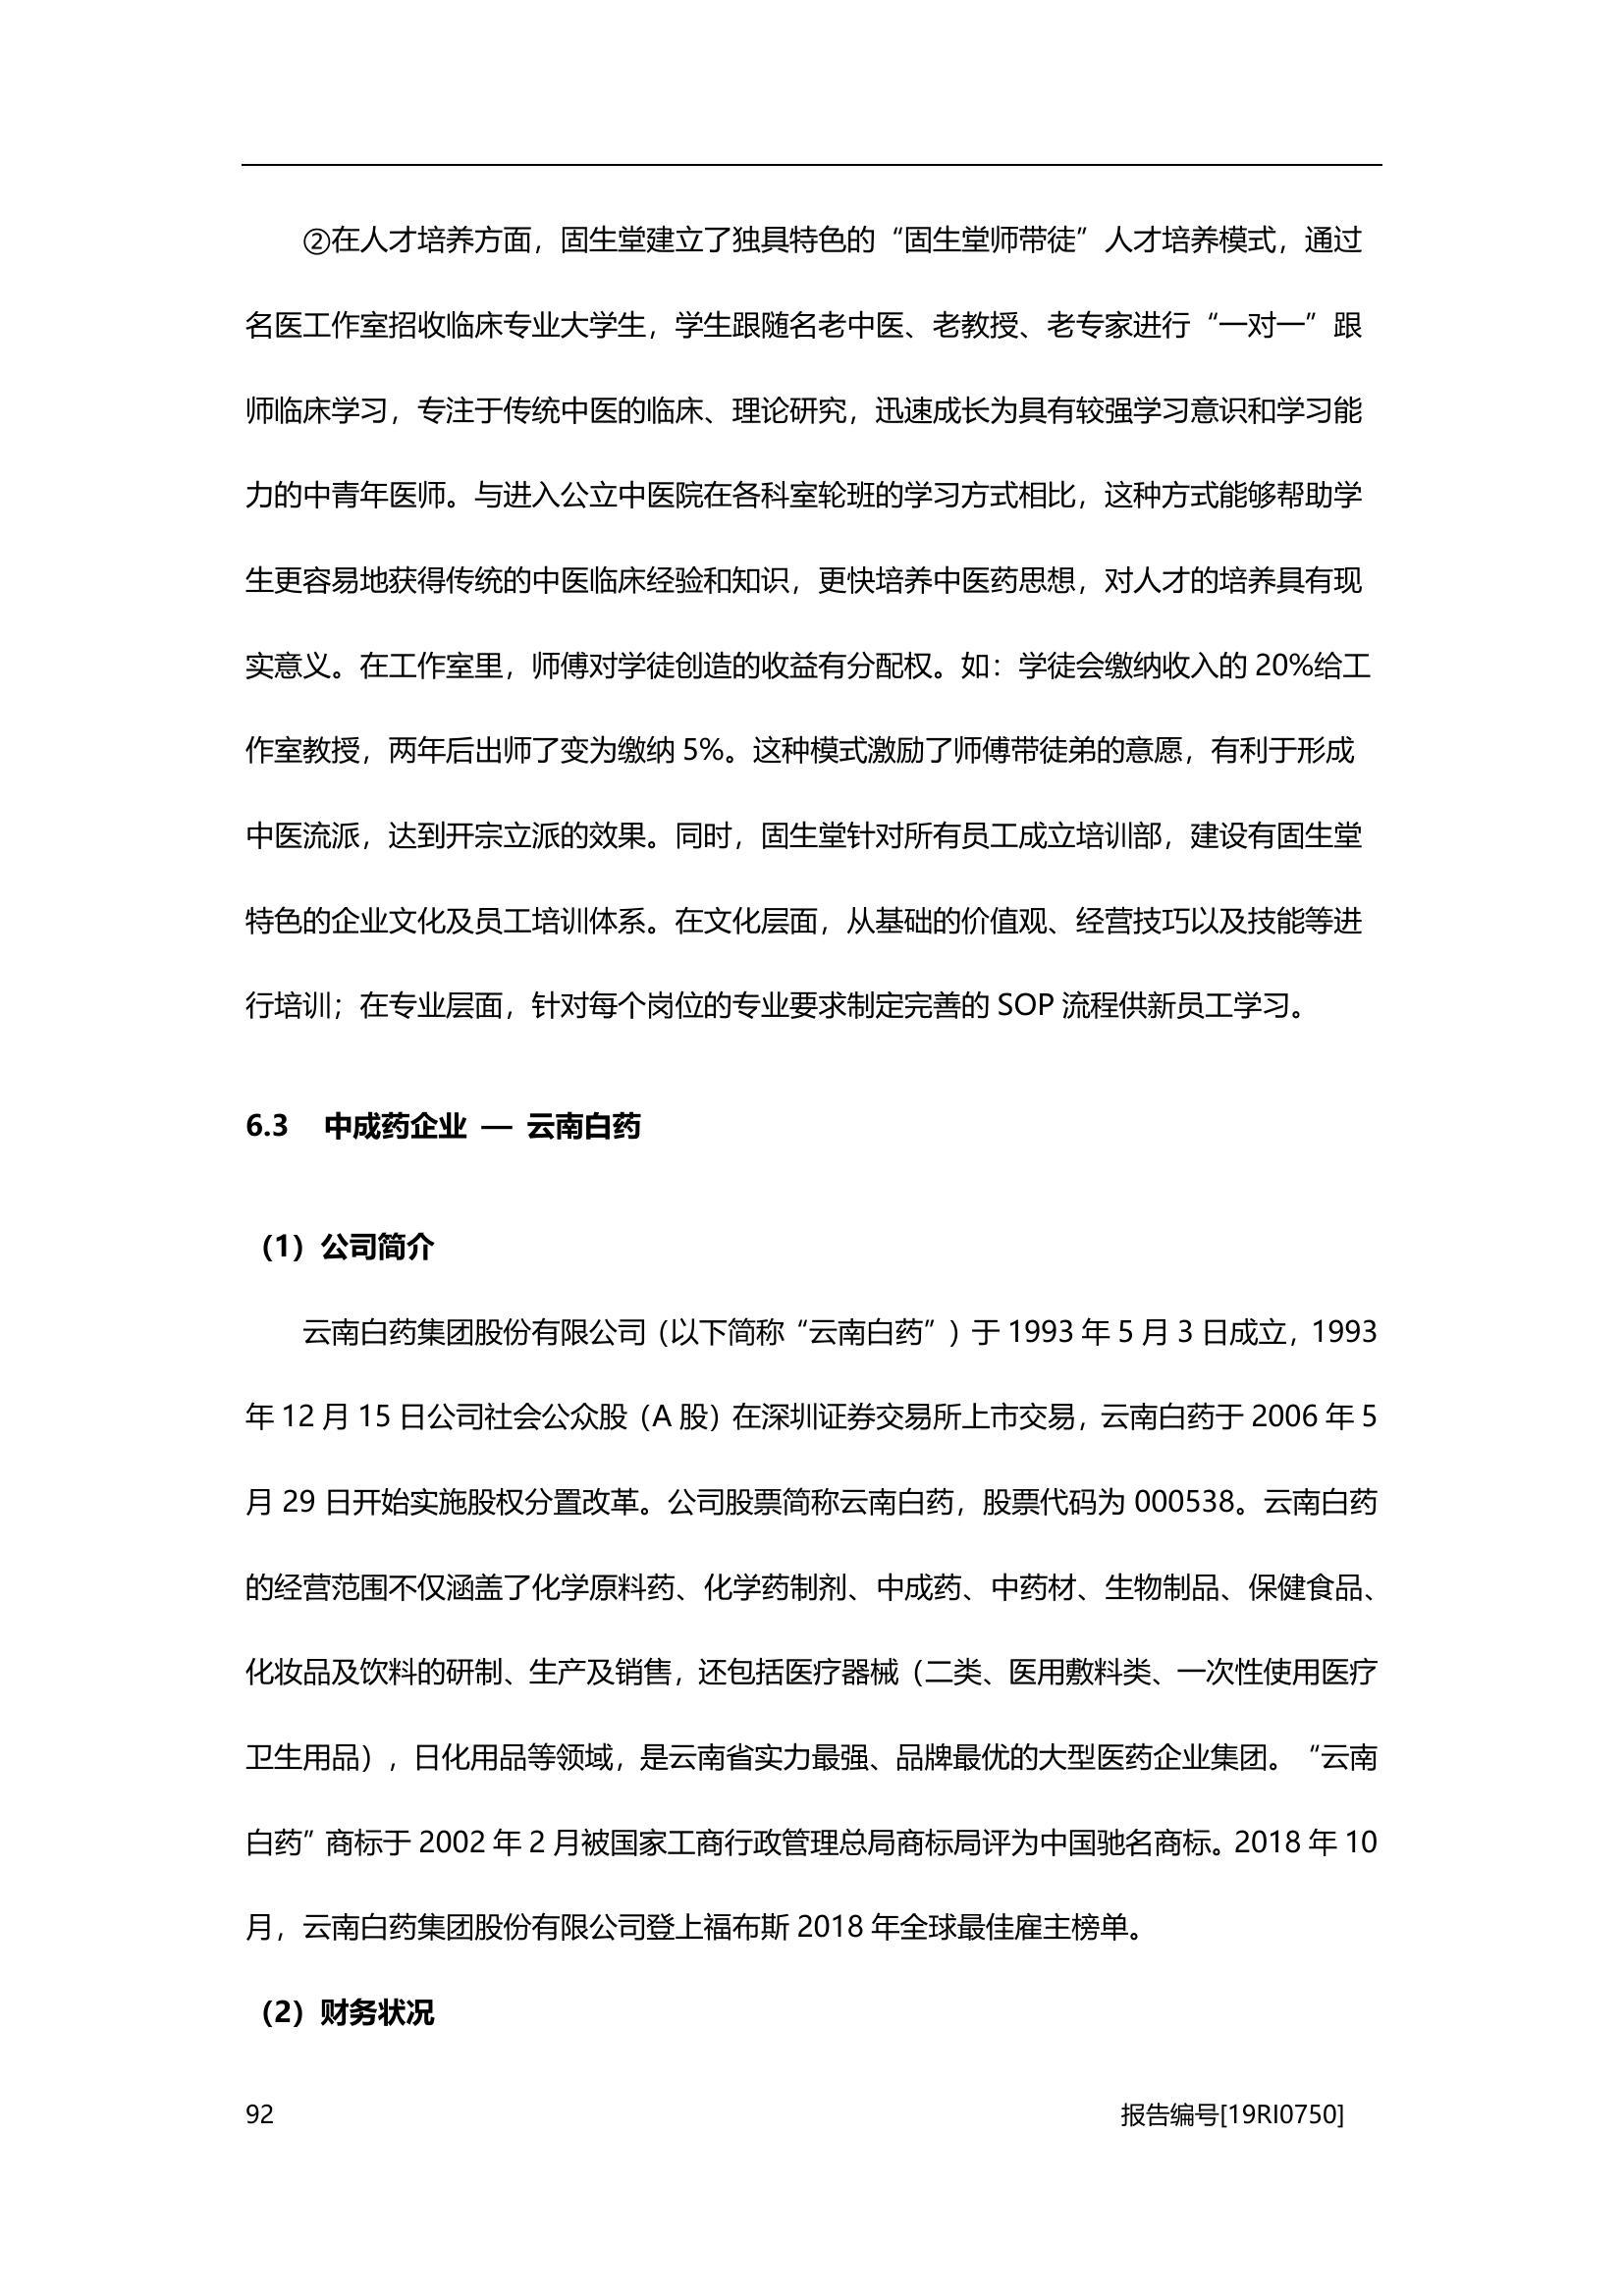 ②在人才培养方面，固生堂建立了独具特色的“固生堂师带徒”人才培养模式，通过
名医工作室招收临床专业大学生，学生跟随名老中医、老教授、老专家进行“一对一”跟
师临床学习，专注于传统中医的临床、理论研究，迅速成长为具有较强学习意识和学习能
力的中青年医师。与进入公立中医院在各科室轮班的学习方式相比，这种方式能够帮助学
生更容易地获得传统的中医临床经验和知识，更快培养中医药思想，对人才的培养具有现
实意义。在工作室里，师傅对学徒创造的收益有分配权。如：学徒会缴纳收入的 20%给工
作室教授，两年后出师了变为缴纳 5%。这种模式激励了师傅带徒弟的意愿，有利于形成
中医流派，达到开宗立派的效果。同时，固生堂针对所有员工成立培训部，建设有固生堂
特色的企业文化及员工培训体系。在文化层面，从基础的价值观、经营技巧以及技能等进
行培训；在专业层面，针对每个岗位的专业要求制定完善的 SOP 流程供新员工学习。
6.3 中成药企业 — 云南白药
（1）公司简介
云南白药集团股份有限公司（以下简称“云南白药”）于 1993 年 5 月 3 日成立，1993
年 12 月 15 日公司社会公众股（A 股）在深圳证券交易所上市交易，云南白药于 2006 年 5
月 29 日开始实施股权分置改革。公司股票简称云南白药，股票代码为 000538。云南白药
的经营范围不仅涵盖了化学原料药、化学药制剂、中成药、中药材、生物制品、保健食品、
化妆品及饮料的研制、生产及销售，还包括医疗器械（二类、医用敷料类、一次性使用医疗
卫生用品），日化用品等领域，是云南省实力最强、品牌最优的大型医药企业集团。“云南
白药”商标于 2002 年 2 月被国家工商行政管理总局商标局评为中国驰名商标。2018 年 10
月，云南白药集团股份有限公司登上福布斯 2018 年全球最佳雇主榜单。
（2）财务状况
92 报告编号[19RI0750]